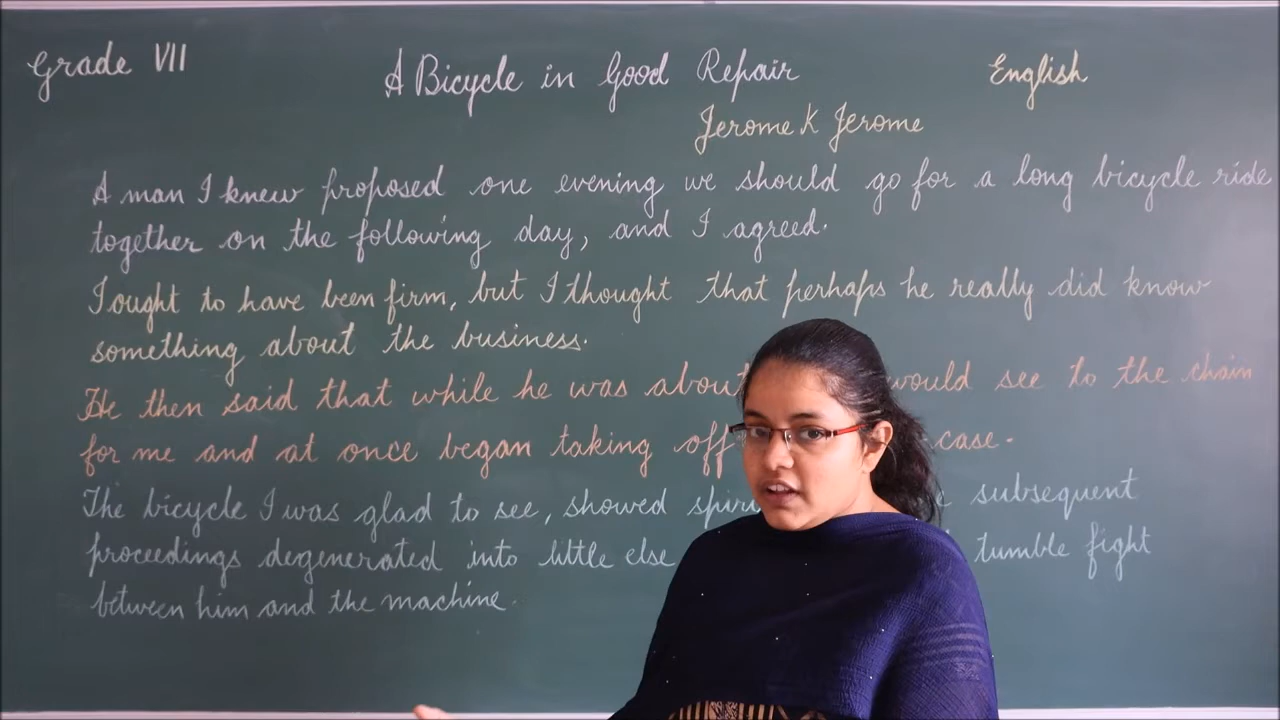 Grade VII A Bicycle in Good Repair English
Jerome K Jerome
A man I knew proposed one evening we should go for a long bicycle ride
together on the following day, and I agreed.
I ought to have been firm, but I thought that perhaps he really did know
something about the business.
He then said that while he was about would see to the chain
for me and at once began taking off case.
The bicycle I was glad to see, showed subsequent
proceedings degenerated into little else tumble fight
between him and the machine.